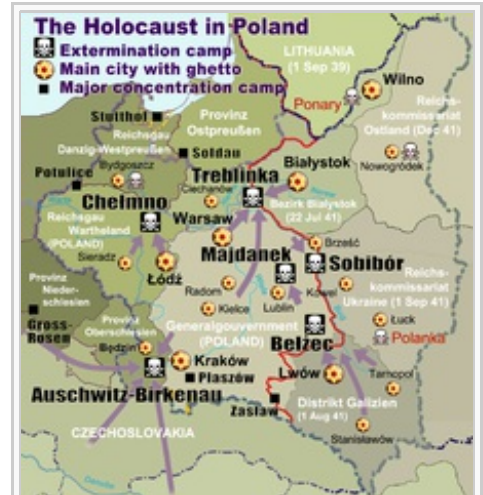 The Holocaust in Poland
Extermination camp
Main city with ghetto
Major concentration camp
LITHUANIA
(1 Sep 39)
Wilno
Ponary
Reichs-
kommissariat
Ostland (Dec 41)
Stutthof
Provinz
Ostpreußen
Reichsgau
Danzig-Westpreußen
Soldau
Białystok
Nowogródek
Treblinka
Potulice
Bydgoszcz
Ciechanów
Bezirk Bialystok
(22 Jul 41)
Chełmno
Warsaw
Reichsgau
Wartheland
(POLAND)
Brześć
Majdanek
Sobibór
Sieradz
Łódź
Reichs-
kommissariat
Ukraine (1 Sep 41)
Provinz
Nieder-
schlesien
Radom
Lublin
Kowel
Kielce
Gross-
Rosen
Provinz
Oberschlesien
Generalgouvernment
(POLAND)
Łuck
Polanka
Będzin
Belzec
Kraków
Auschwitz-Birkenau
Płaszów
Lwów
Tarnopol
Zasław
Distrikt Galizien
(1 Aug 41)
Stanisławów
CZECHOSLOVAKIA